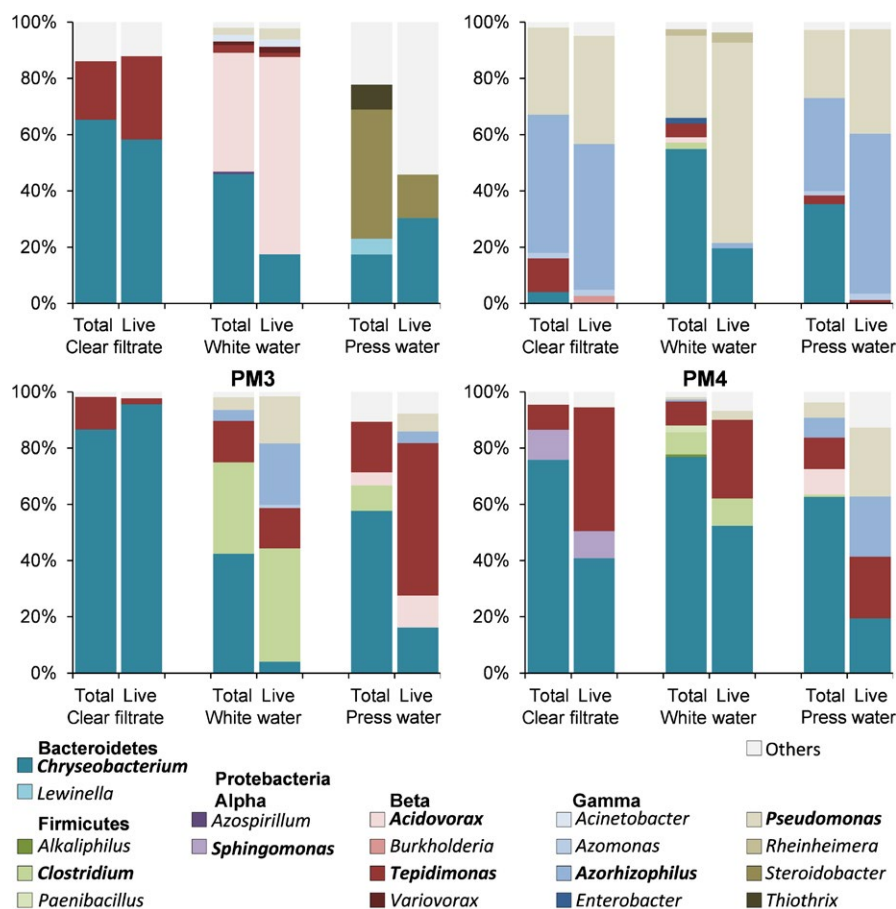 100%
80%
60%
40%
20%
0%
Total Live Total Live Total Live
Clear filtrate White water Press water
100%
80%
60%
40%
20%
0%
Total Live Total Live Total Live
Clear filtrate White water Press water
PM3
100%
80%
60%
40%
20%
0%
Total Live Total Live Total Live
Clear filtrate White water Press water
PM4
100%
80%
60%
40%
20%
0%
Total Live Total Live Total Live
Clear filtrate White water Press water
Bacteroidetes
Chryseobacterium
Lewinella
Firmicutes
Alkaliphilus
Clostridium
Paenibacillus
Protebacteria
Alpha
Azospirillum
Sphingomonas
Beta
Acidovorax
Burkholderia
Tepidimonas
Variovorax
Gamma
Acinetobacter
Azomonas
Azorhizophilus
Enterobacter
Others
Pseudomonas
Rheinheimera
Steroidobacter
Thiothrix